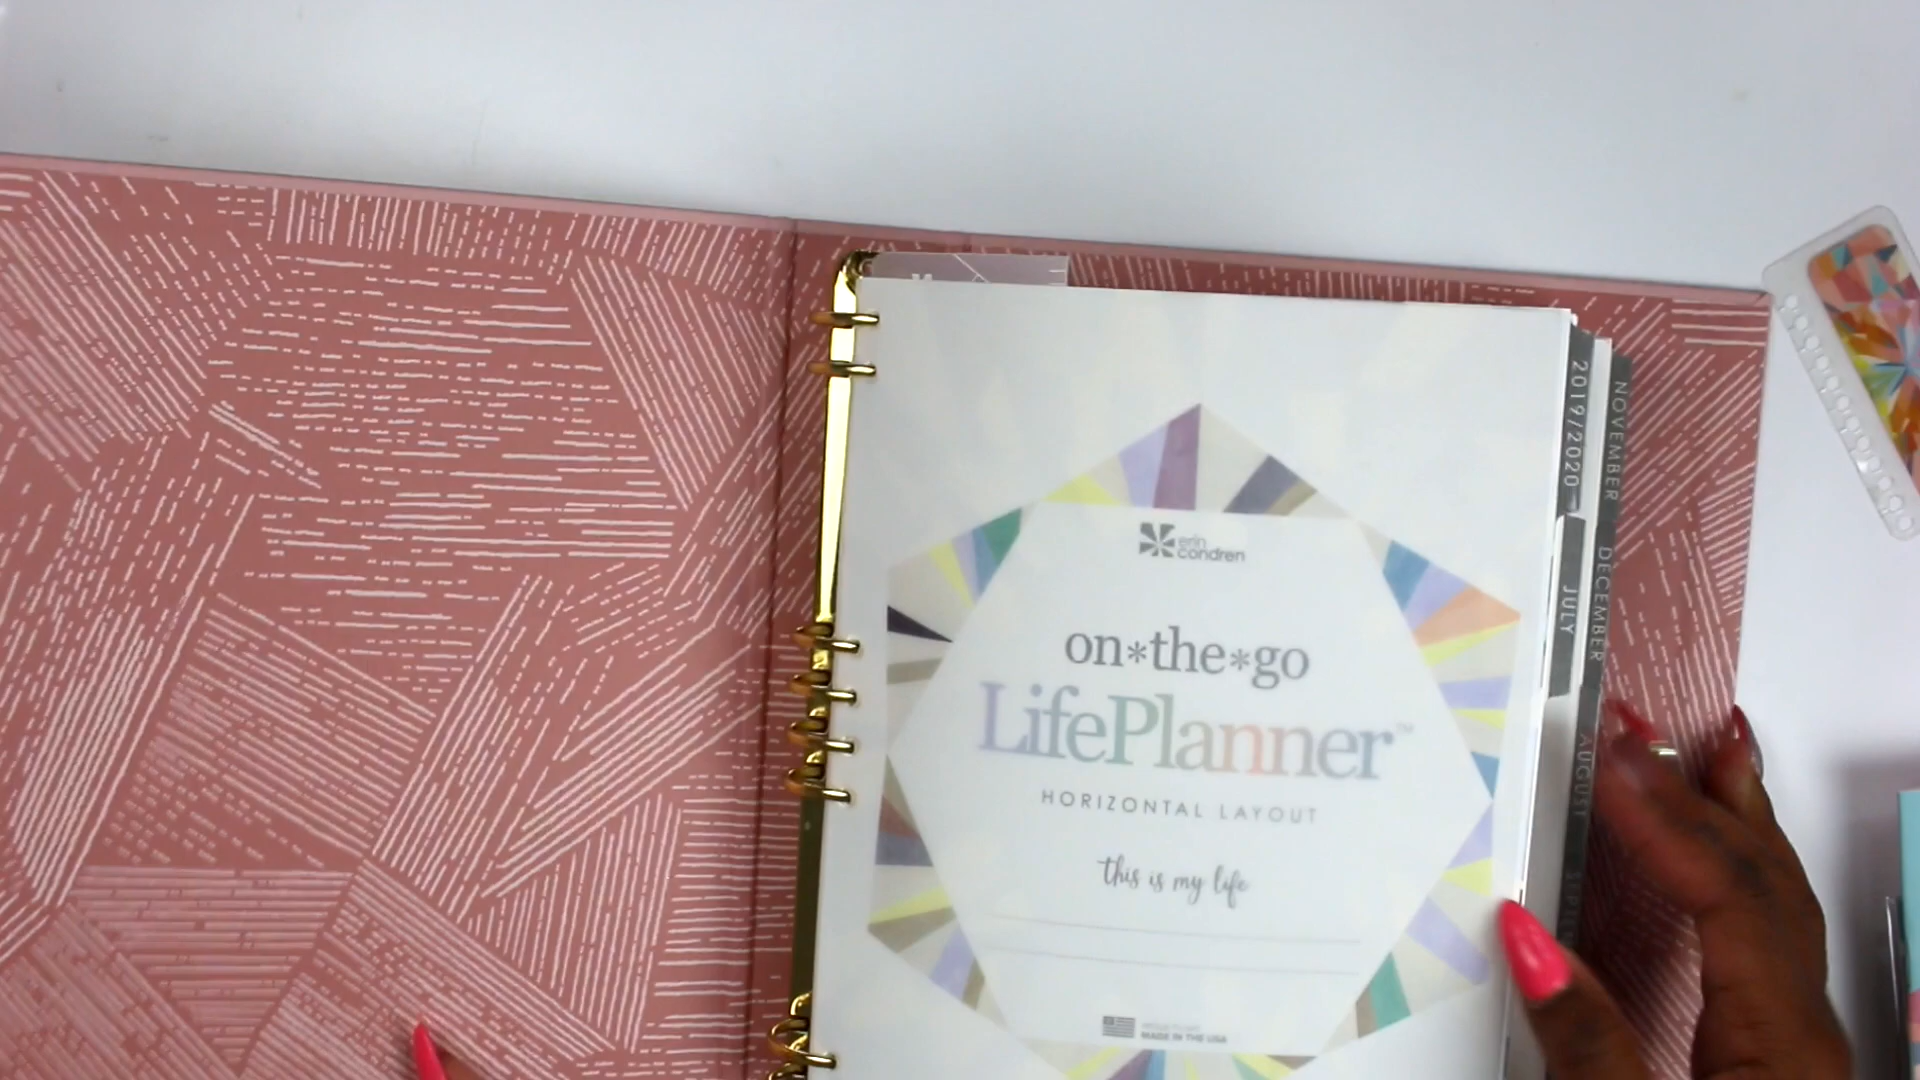 erin
condren
on*the*go
LifePlanner™
HORIZONTAL LAYOUT
this is my life
MADE IN THE USA
2019/2020
JULY
NOVEMBER
DECEMBER
AUGUST